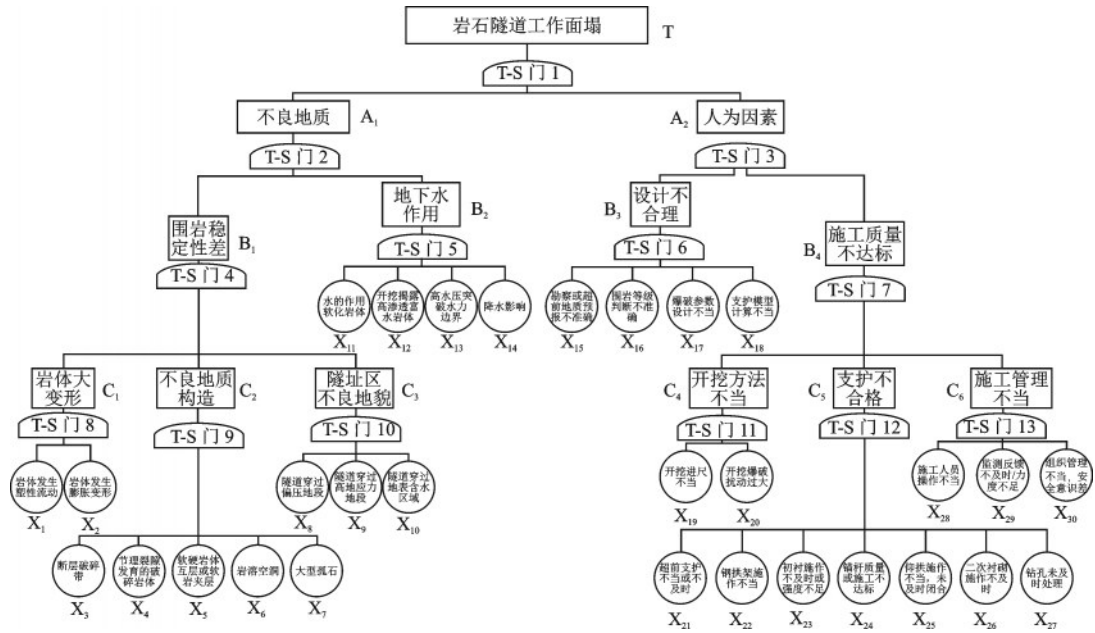 岩石隧道工作面塌
T
T-S 门 1
不良地质
A₁
人为因素
A₂
T-S 门 2
T-S 门 3
围岩稳
定性差
B₁
地下水
作用
B₂
设计不
合理
B₃
施工质量
不达标
B₄
T-S 门 4
T-S 门 5
T-S 门 6
T-S 门 7
水的作用
软化岩体
X₁₁
开挖揭露
高渗透富
水岩体
X₁₂
高水压突
破水力
边界
X₁₃
降水影响
X₁₄
勘察或超
前地质预
报不准确
X₁₅
围岩等级
判断不准
确
X₁₆
爆破参数
设计不当
X₁₇
支护模型
计算不当
X₁₈
岩体大
变形
C₁
不良地质
构造
C₂
隧址区
不良地貌
C₃
开挖方法
不当
C₄
支护不
合格
C₅
施工管理
不当
C₆
T-S 门 8
T-S 门 9
T-S 门 10
T-S 门 11
T-S 门 12
T-S 门 13
岩体发生
塑性流动
X₁
岩体发生
膨胀变形
X₂
隧道穿过
偏压地段
X₈
隧道穿过
高地应力
地段
X₉
隧道穿过
地表含水
区域
X₁₀
开挖进尺
不当
X₁₉
开挖爆破
扰动过大
X₂₀
施工人员
操作不当
X₂₈
监测反馈
不及时/力
度不足
X₂₉
组织管理
不当，安
全意识差
X₃₀
断层破碎
带
X₃
节理裂隙
发育的破
碎岩体
X₄
软硬岩体
互层或软
岩夹层
X₅
岩溶空洞
X₆
大型孤石
X₇
超前支护
不当或不
及时
X₂₁
钢拱架施
作不当
X₂₂
初衬施作
不及时或
强度不足
X₂₃
锚杆质量
或施工不
达标
X₂₄
仰拱施作
不当，未
及时闭合
X₂₅
二次衬砌
施作不及
时
X₂₆
钻孔未及
时处理
X₂₇